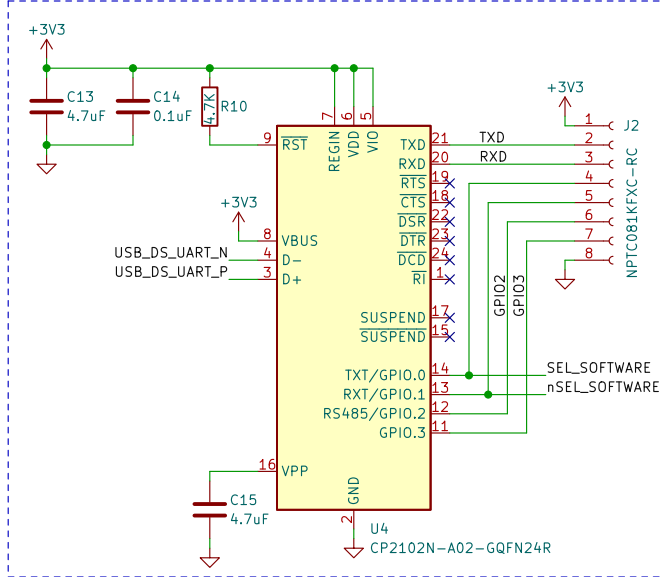 +3V3
C13
4.7uF
C14
0.1uF
4.7K
R10
+3V3
1
J2
2
3
4
5
6
7
8
NPTC081KFXC-RC
7
6
5
REGIN
VDD
VIO
9
RST
TXD
21
TXD
RXD
20
RXD
RTS
19
CTS
18
DSR
22
DTR
23
DCD
24
RI
1
+3V3
8
VBUS
USB_DS_UART_N
4
D-
USB_DS_UART_P
3
D+
GPIO2
GPIO3
SUSPEND
17
SUSPEND
15
TXT/GPIO.0
14
SEL_SOFTWARE
RXT/GPIO.1
13
nSEL_SOFTWARE
RS485/GPIO.2
12
GPIO.3
11
16
VPP
C15
4.7uF
GND
2
U4
CP2102N-A02-GQFN24R